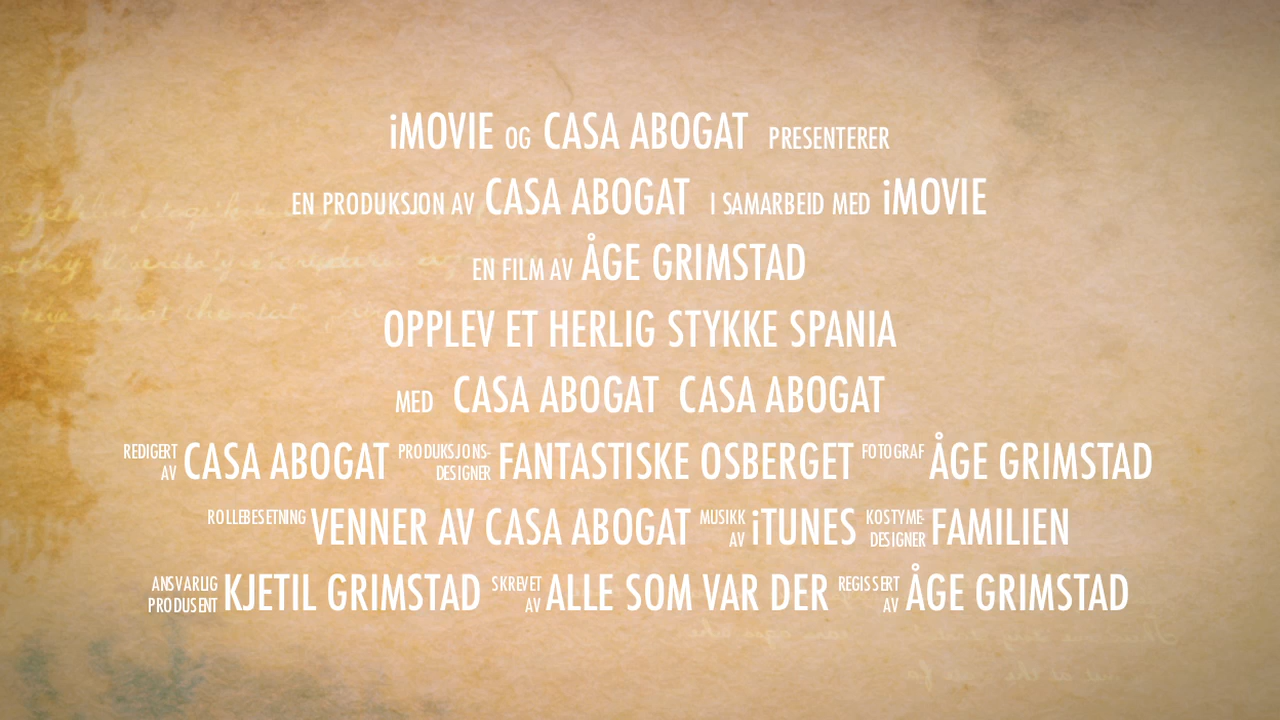 iMOVIE OG CASA ABOGAT PRESENTERER
EN PRODUKSJON AV CASA ABOGAT I SAMARBEID MED iMOVIE
EN FILM AV ÅGE GRIMSTAD
OPPLEV ET HERLIG STYKKE SPANIA
MED CASA ABOGAT CASA ABOGAT
REDIGERT AV CASA ABOGAT PRODUKSJONS-DESIGNER FANTASTISKE OSBERGET FOTOGRAF ÅGE GRIMSTAD
ROLLEBESETNING VENNER AV CASA ABOGAT MUSIKK AV iTUNES KOSTYME-DESIGNER FAMILIEN
ANSVARLIG PRODUSENT KJETIL GRIMSTAD SKREVET AV ALLE SOM VAR DER REGISSERT AV ÅGE GRIMSTAD